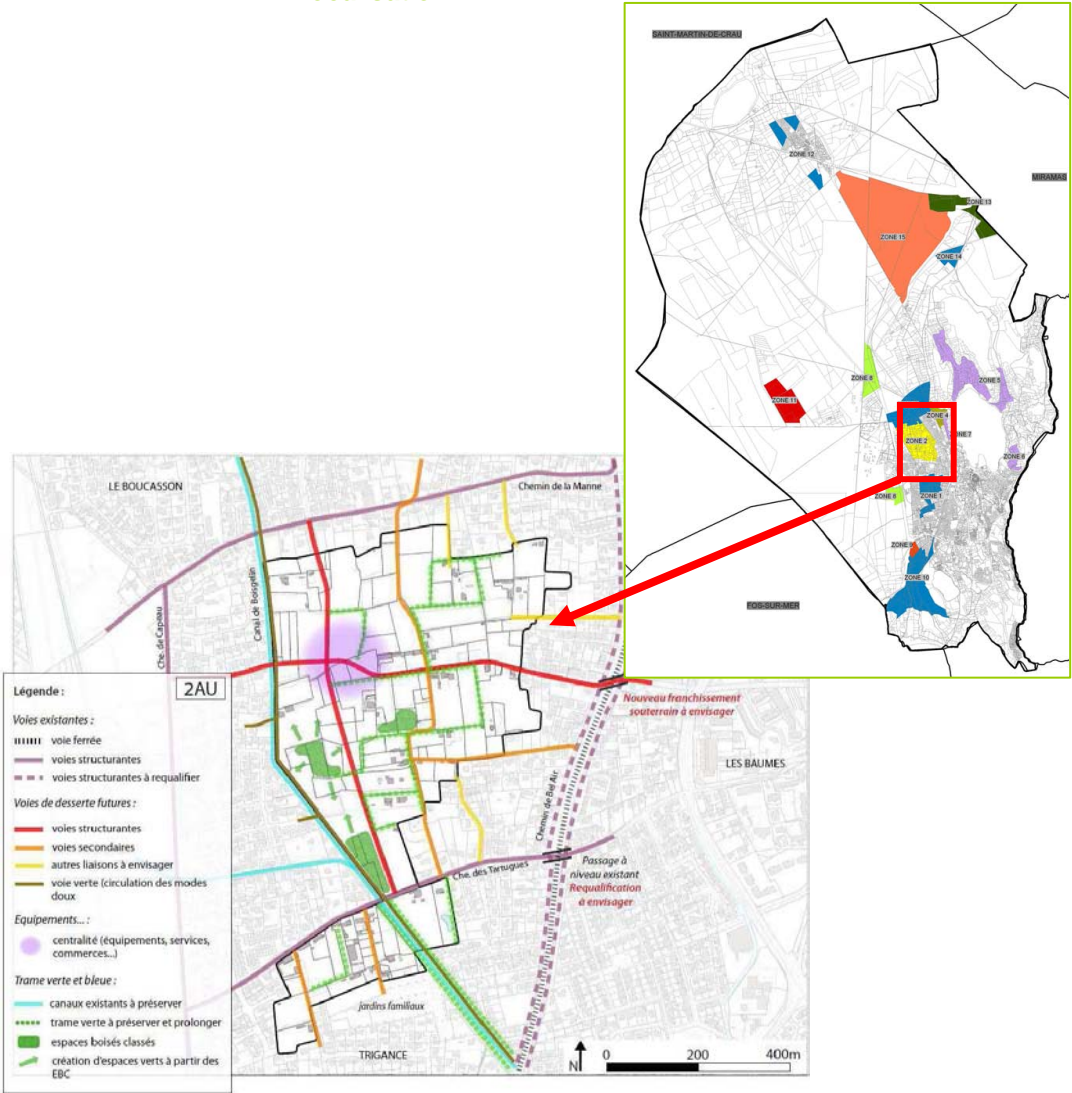 SAINT-MARTIN-DE-CRAU
MIRAMAS
ZONE 12
ZONE 13
ZONE 15
ZONE 14
ZONE 8
ZONE 5
ZONE 11
ZONE 4
ZONE 7
ZONE 2
ZONE 6
ZONE 1
ZONE 10
FOS-SUR-MER
LE BOUCASSON
Chemin de la Manne
Canal de Boisgelin
Che. de Capeau
Nouveau franchissement
souterrain à envisager
LES BAUMES
Chemin de Bel Air
Che. des Tartugues
Passage à
niveau existant
Requalification
à envisager
jardins familiaux
TRIGANCE
N
0 200 400m
Légende :
2AU
Voies existantes :
voie ferrée
voies structurantes
voies structurantes à requalifier
Voies de desserte futures :
voies structurantes
voies secondaires
autres liaisons à envisager
voie verte (circulation des modes
doux
Equipements... :
centralité (équipements, services,
commerces...)
Trame verte et bleue :
canaux existants à préserver
trame verte à préserver et prolonger
espaces boisés classés
création d'espaces verts à partir des
EBC